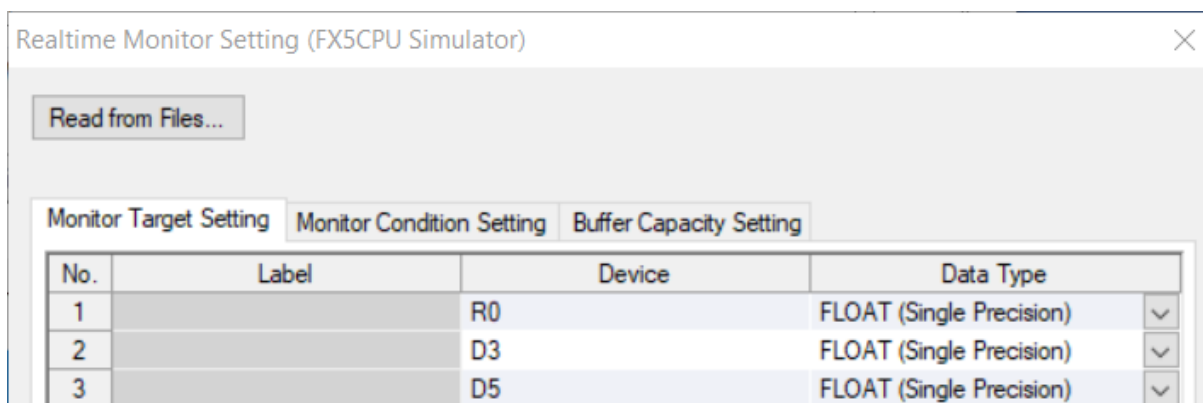 Realtime Monitor Setting (FX5CPU Simulator)
Read from Files...
Monitor Target Setting Monitor Condition Setting Buffer Capacity Setting
No. Label Device Data Type
1 R0 FLOAT (Single Precision)
2 D3 FLOAT (Single Precision)
3 D5 FLOAT (Single Precision)